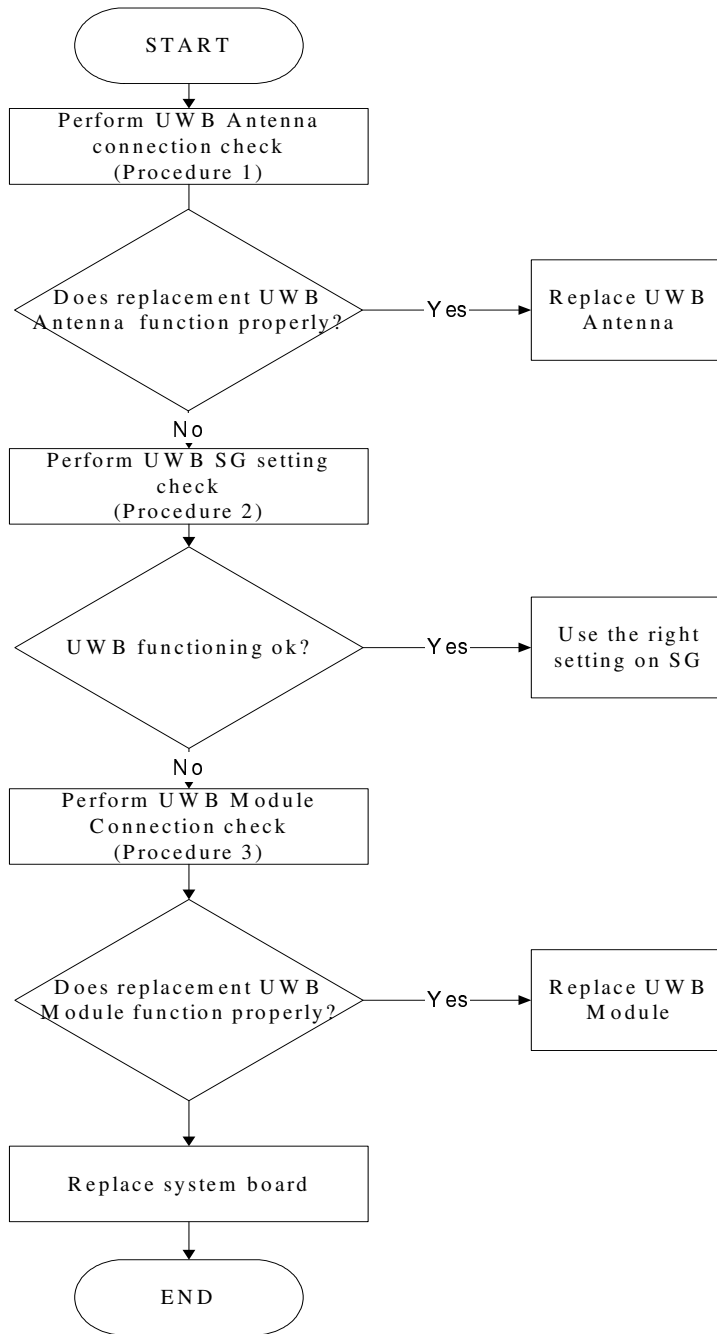 START
Perform UWB Antenna
connection check
(Procedure 1)
Does replacement UWB
Antenna function properly?
Yes
Replace UWB
Antenna
No
Perform UWB SG setting
check
(Procedure 2)
UWB functioning ok?
Yes
Use the right
setting on SG
No
Perform UWB Module
Connection check
(Procedure 3)
Does replacement UWB
Module function properly?
Yes
Replace UWB
Module
Replace system board
END